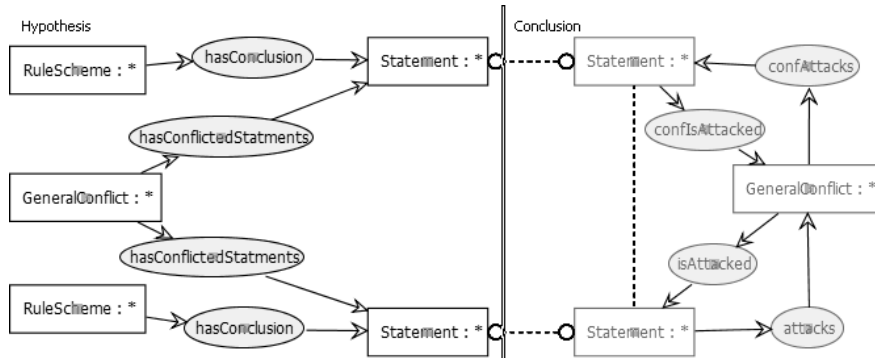 Hypothesis
Conclusion
RuleScheme : *
hasConclusion
Statement : *
Statement : *
confAttacks
hasConflictedStatments
confIsAttacked
GeneralConflict : *
GeneralConflict : *
hasConflictedStatments
isAttacked
RuleScheme : *
hasConclusion
Statement : *
Statement : *
attacks